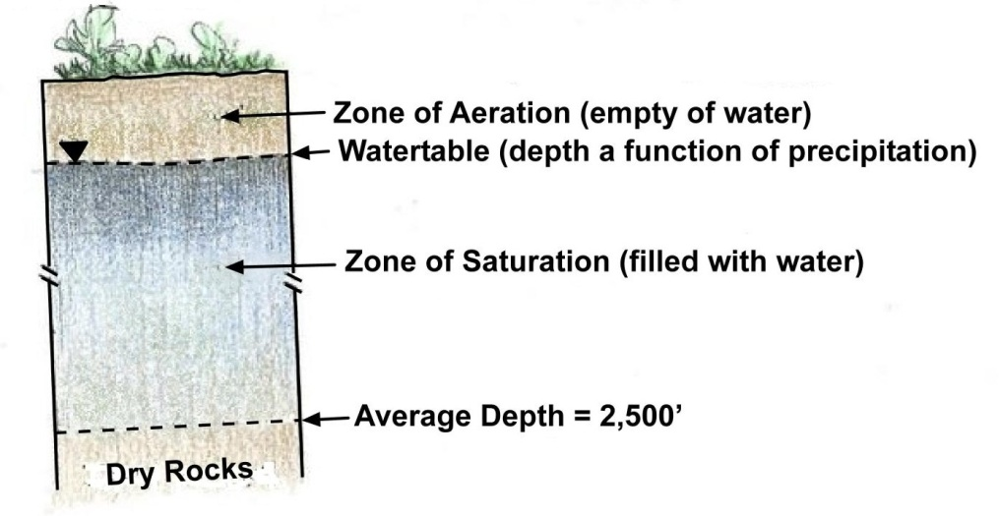 Zone of Aeration (empty of water)
Watertable (depth a function of precipitation)
Zone of Saturation (filled with water)
Average Depth = 2,500’
Dry Rocks